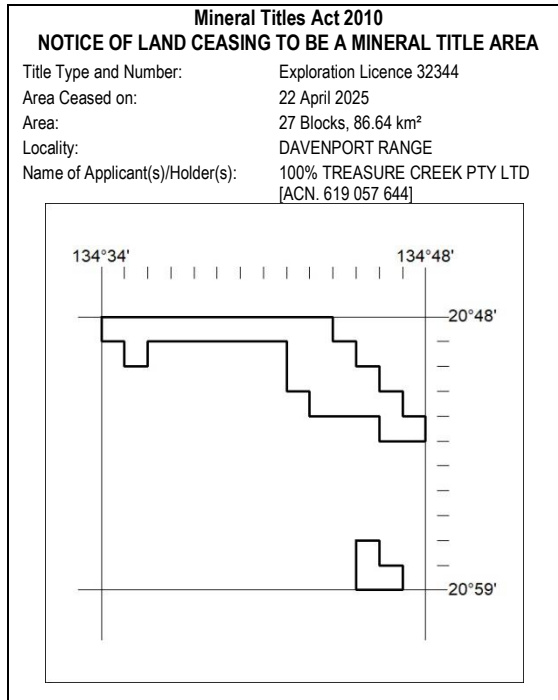 Mineral Titles Act 2010
NOTICE OF LAND CEASING TO BE A MINERAL TITLE AREA
Title Type and Number: Exploration Licence 32344
Area Ceased on: 22 April 2025
Area: 27 Blocks, 86.64 km²
Locality: DAVENPORT RANGE
Name of Applicant(s)/Holder(s): 100% TREASURE CREEK PTY LTD
[ACN. 619 057 644]
134°34' 134°48'
20°48'
20°59'